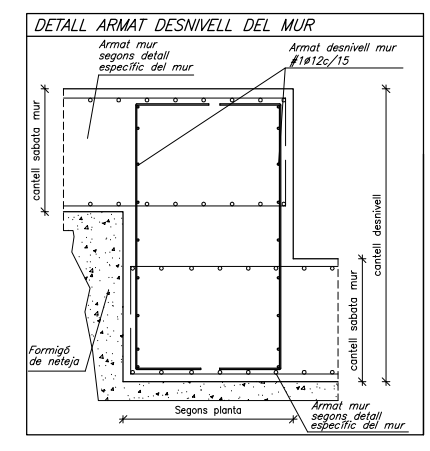 DETALL ARMAT DESNIVELL DEL MUR
Armat mur
segons detall
específic del mur
Armat desnivell mur
#1ø12c/15
cantell sabata mur
cantell desnivell
cantell sabata mur
Formigó
de neteja
Segons planta
Armat mur
segons detall
específic del mur